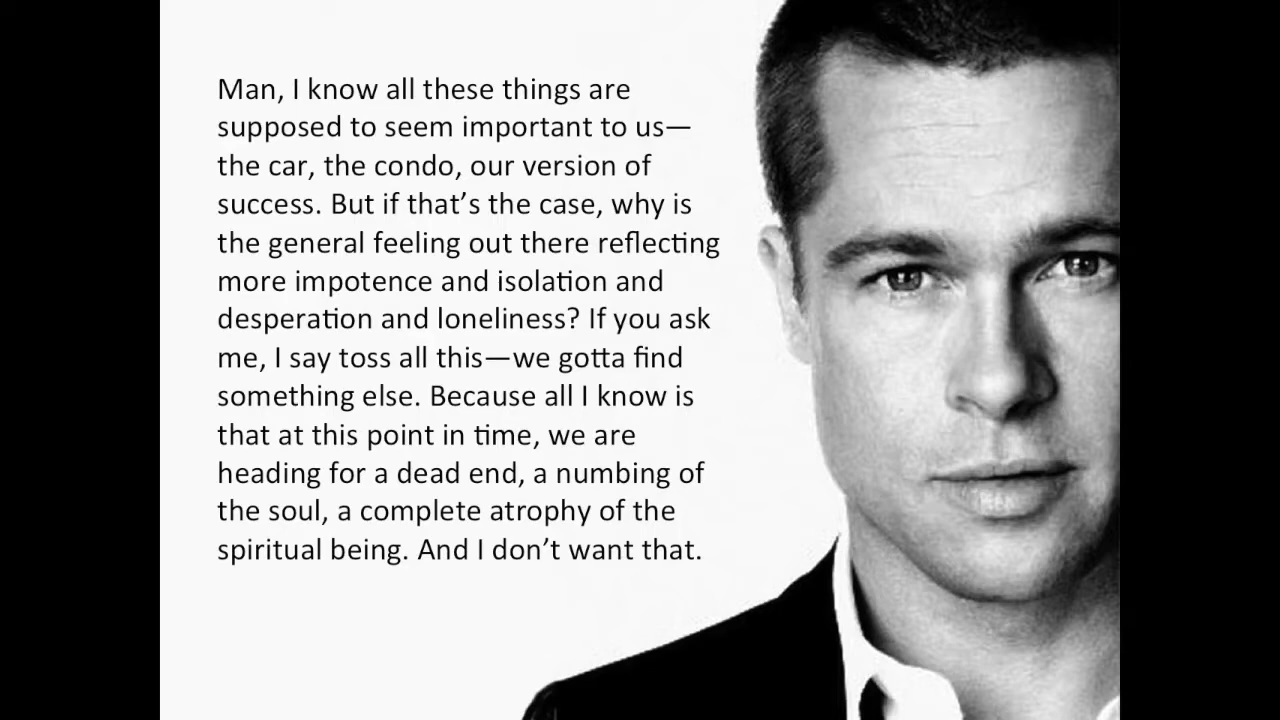 Man, I know all these things are
supposed to seem important to us—
the car, the condo, our version of
success. But if that’s the case, why is
the general feeling out there reflecting
more impotence and isolation and
desperation and loneliness? If you ask
me, I say toss all this—we gotta find
something else. Because all I know is
that at this point in time, we are
heading for a dead end, a numbing of
the soul, a complete atrophy of the
spiritual being. And I don’t want that.